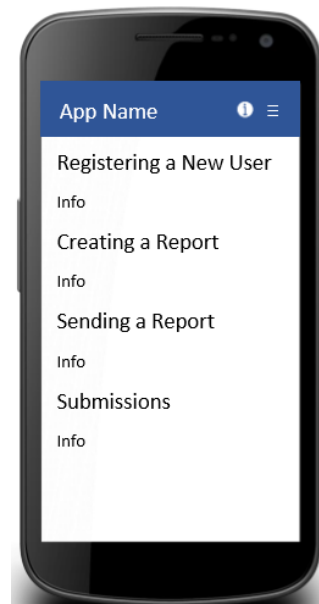 App Name
Registering a New User
Info
Creating a Report
Info
Sending a Report
Info
Submissions
Info